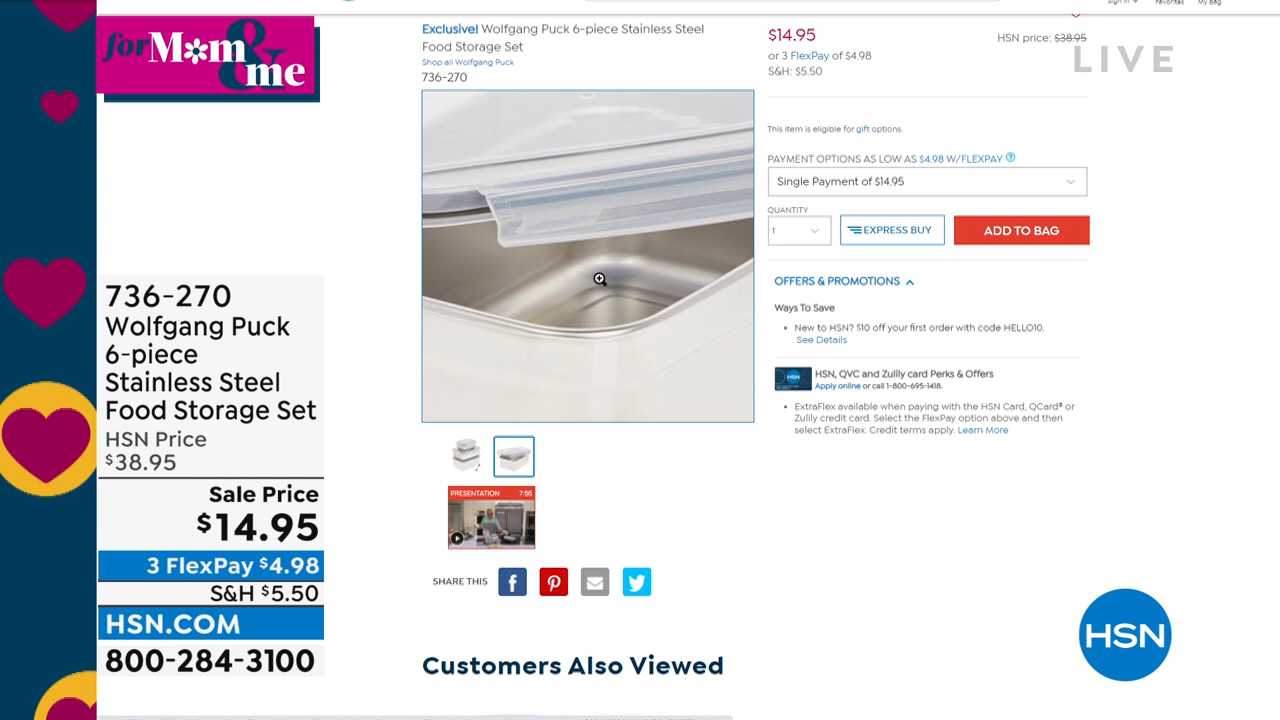 Sign in
Favorites
My Bag
for Mom
& me
Exclusive! Wolfgang Puck 6-piece Stainless Steel
Food Storage Set
Shop all Wolfgang Puck
736-270
$14.95
HSN price: $38.95
or 3 FlexPay of $4.98
S&H: $5.50
LIVE
This item is eligible for gift options.
PAYMENT OPTIONS AS LOW AS $4.98 W/FLEXPAY ?
Single Payment of $14.95
QUANTITY
1
EXPRESS BUY
ADD TO BAG
OFFERS & PROMOTIONS
Ways To Save
• New to HSN? $10 off your first order with code HELLO10.
See Details
HSN
HSN, QVC and Zulily card Perks & Offers
Apply online or call 1-800-695-1418.
• ExtraFlex available when paying with the HSN Card, QCard® or
Zulily credit card. Select the FlexPay option above and then
select ExtraFlex. Credit terms apply. Learn More
736-270
Wolfgang Puck
6-piece
Stainless Steel
Food Storage Set
HSN Price
$38.95
Sale Price
$14.95
3 FlexPay $4.98
S&H $5.50
HSN.COM
800-284-3100
PRESENTATION 7:55
SHARE THIS
HSN
Customers Also Viewed